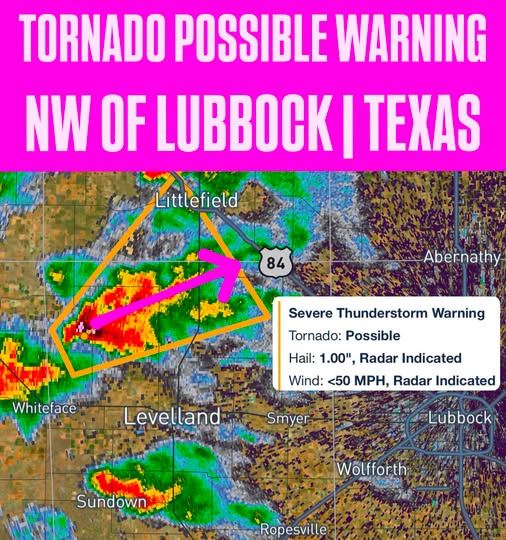 TORNADO POSSIBLE WARNING
NW OF LUBBOCK | TEXAS
Littlefield
84
Abernathy
Severe Thunderstorm Warning
Tornado: Possible
Hail: 1.00", Radar Indicated
Wind: <50 MPH, Radar Indicated
Whiteface
Levelland
Smyer
Lubbock
Wolfforth
Sundown
Ropesville